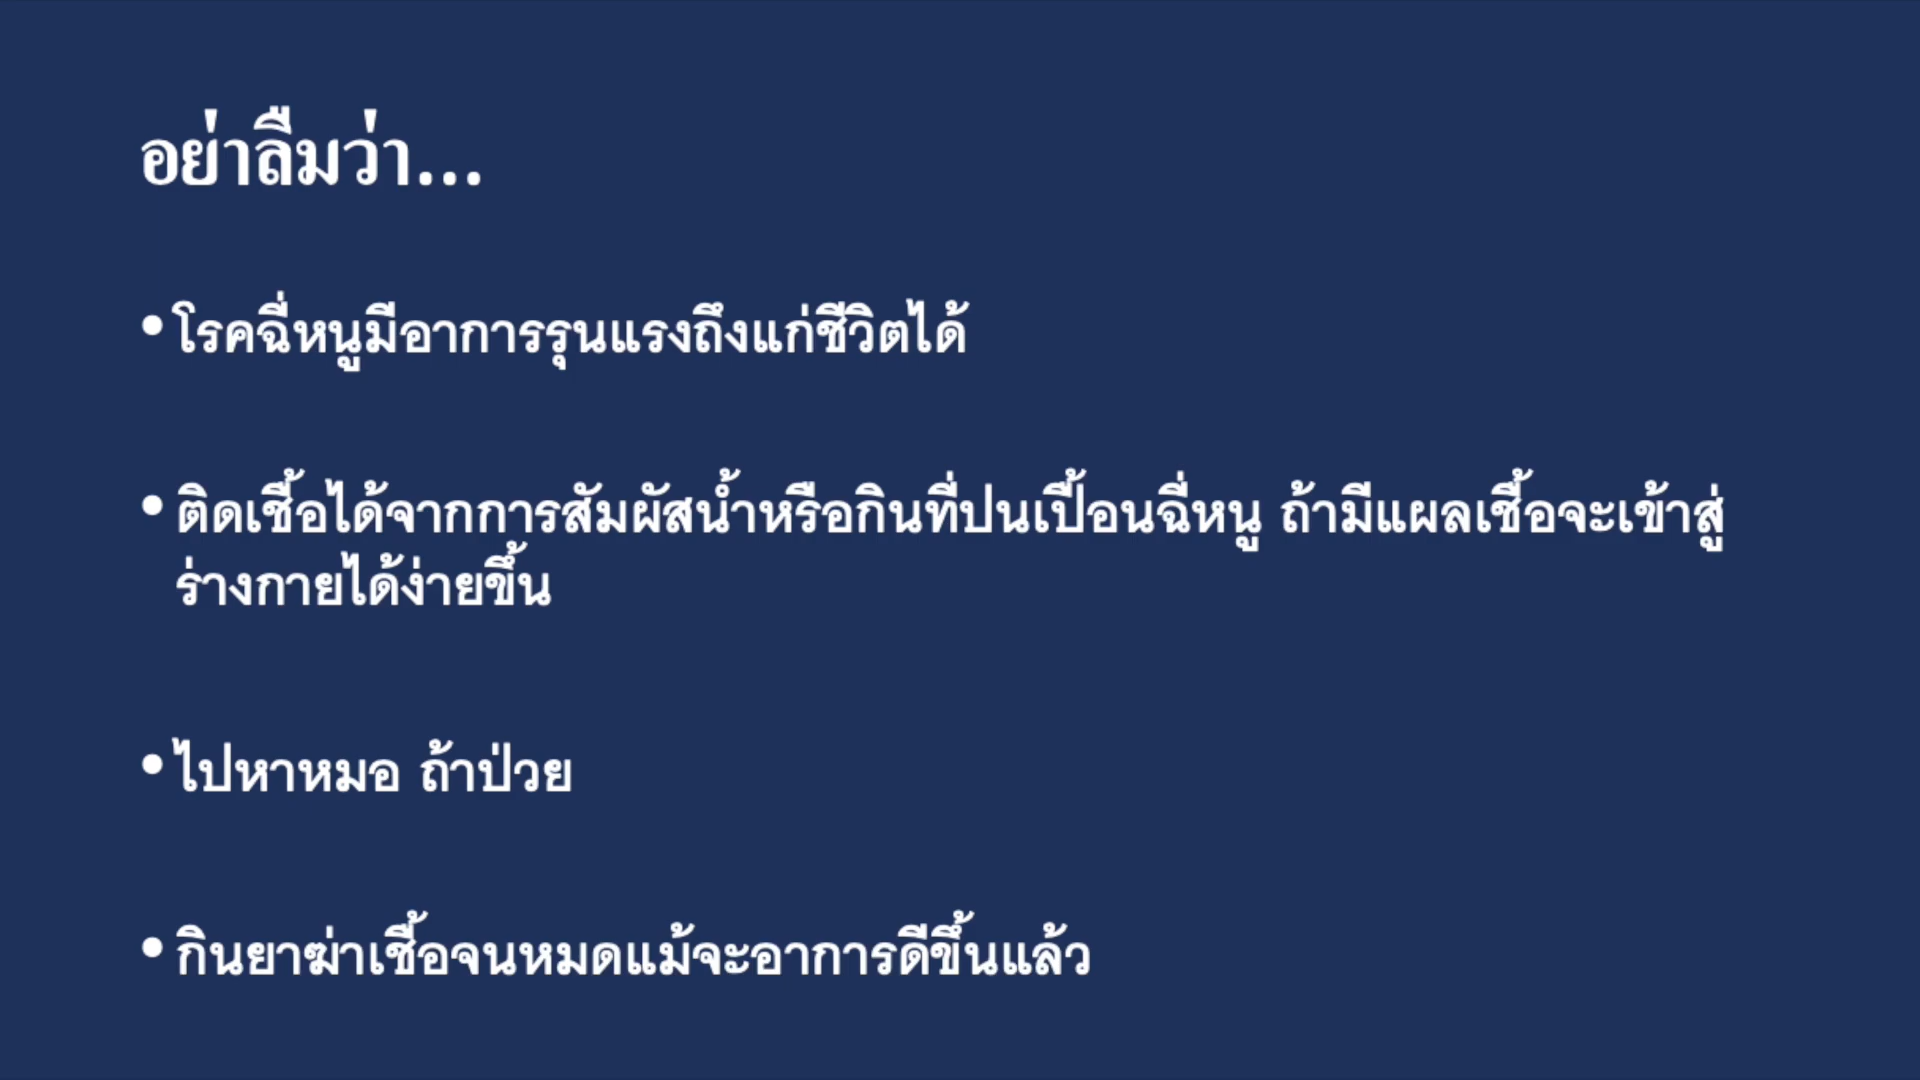 อย่าลืมว่า...
• โรคฉี่หนูมีอาการรุนแรงถึงแก่ชีวิตได้
• ติดเชื้อได้จากการสัมผัสน้ำหรือกินที่ปนเปื้อนฉี่หนู ถ้ามีแผลเชื้อจะเข้าสู่
ร่างกายได้ง่ายขึ้น
• ไปหาหมอ ถ้าป่วย
• กินยาฆ่าเชื้อจนหมดแม้จะอาการดีขึ้นแล้ว